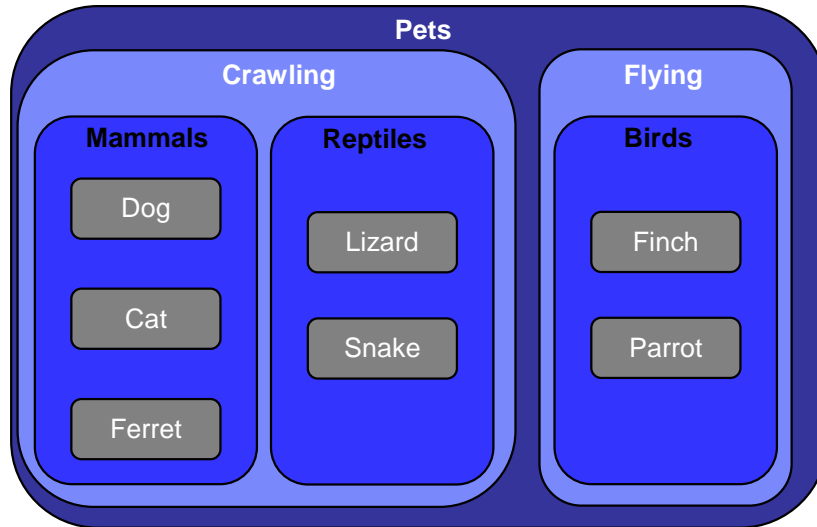 Pets
Crawling
Mammals
Dog
Cat
Ferret
Reptiles
Lizard
Snake
Flying
Birds
Finch
Parrot